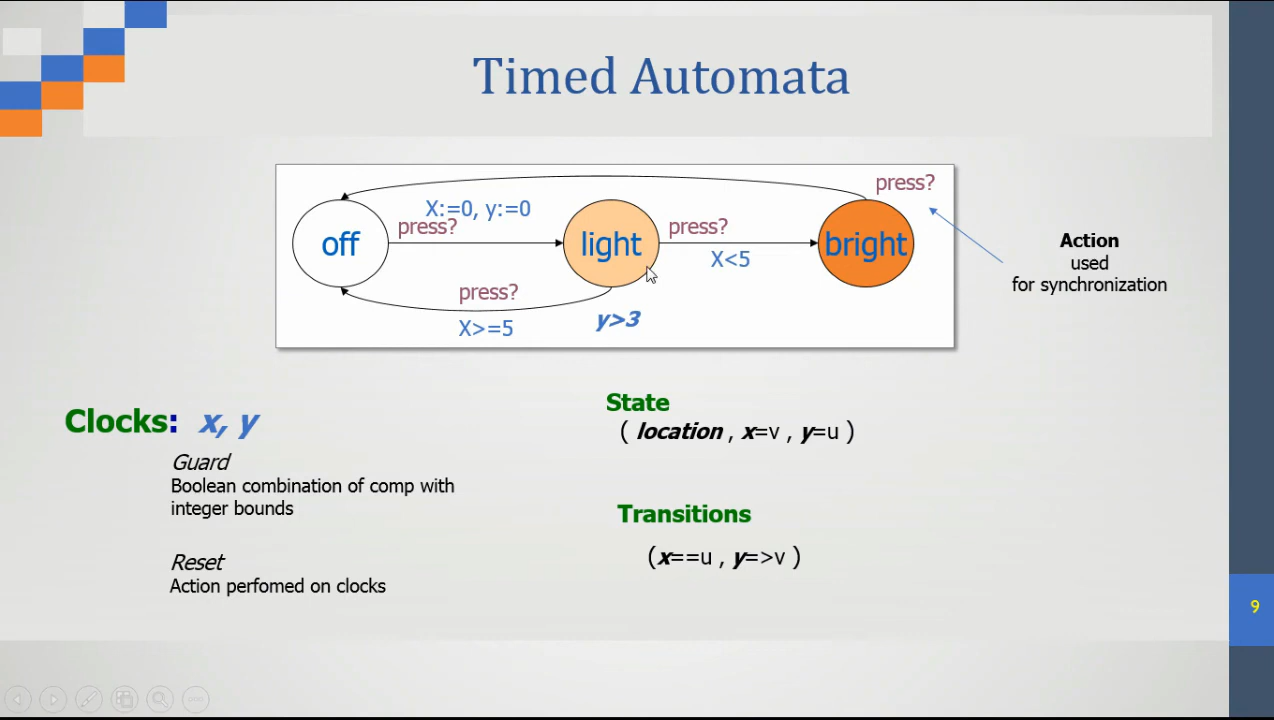 Timed Automata
press?
X:=0, y:=0
press?
press?
off
light
bright
X<5
press?
X>=5
y>3
Action
used
for synchronization
Clocks: x, y
Guard
Boolean combination of comp with
integer bounds
Reset
Action perfomed on clocks
State
( location , x=v , y=u )
Transitions
(x==u , y=>v )
9